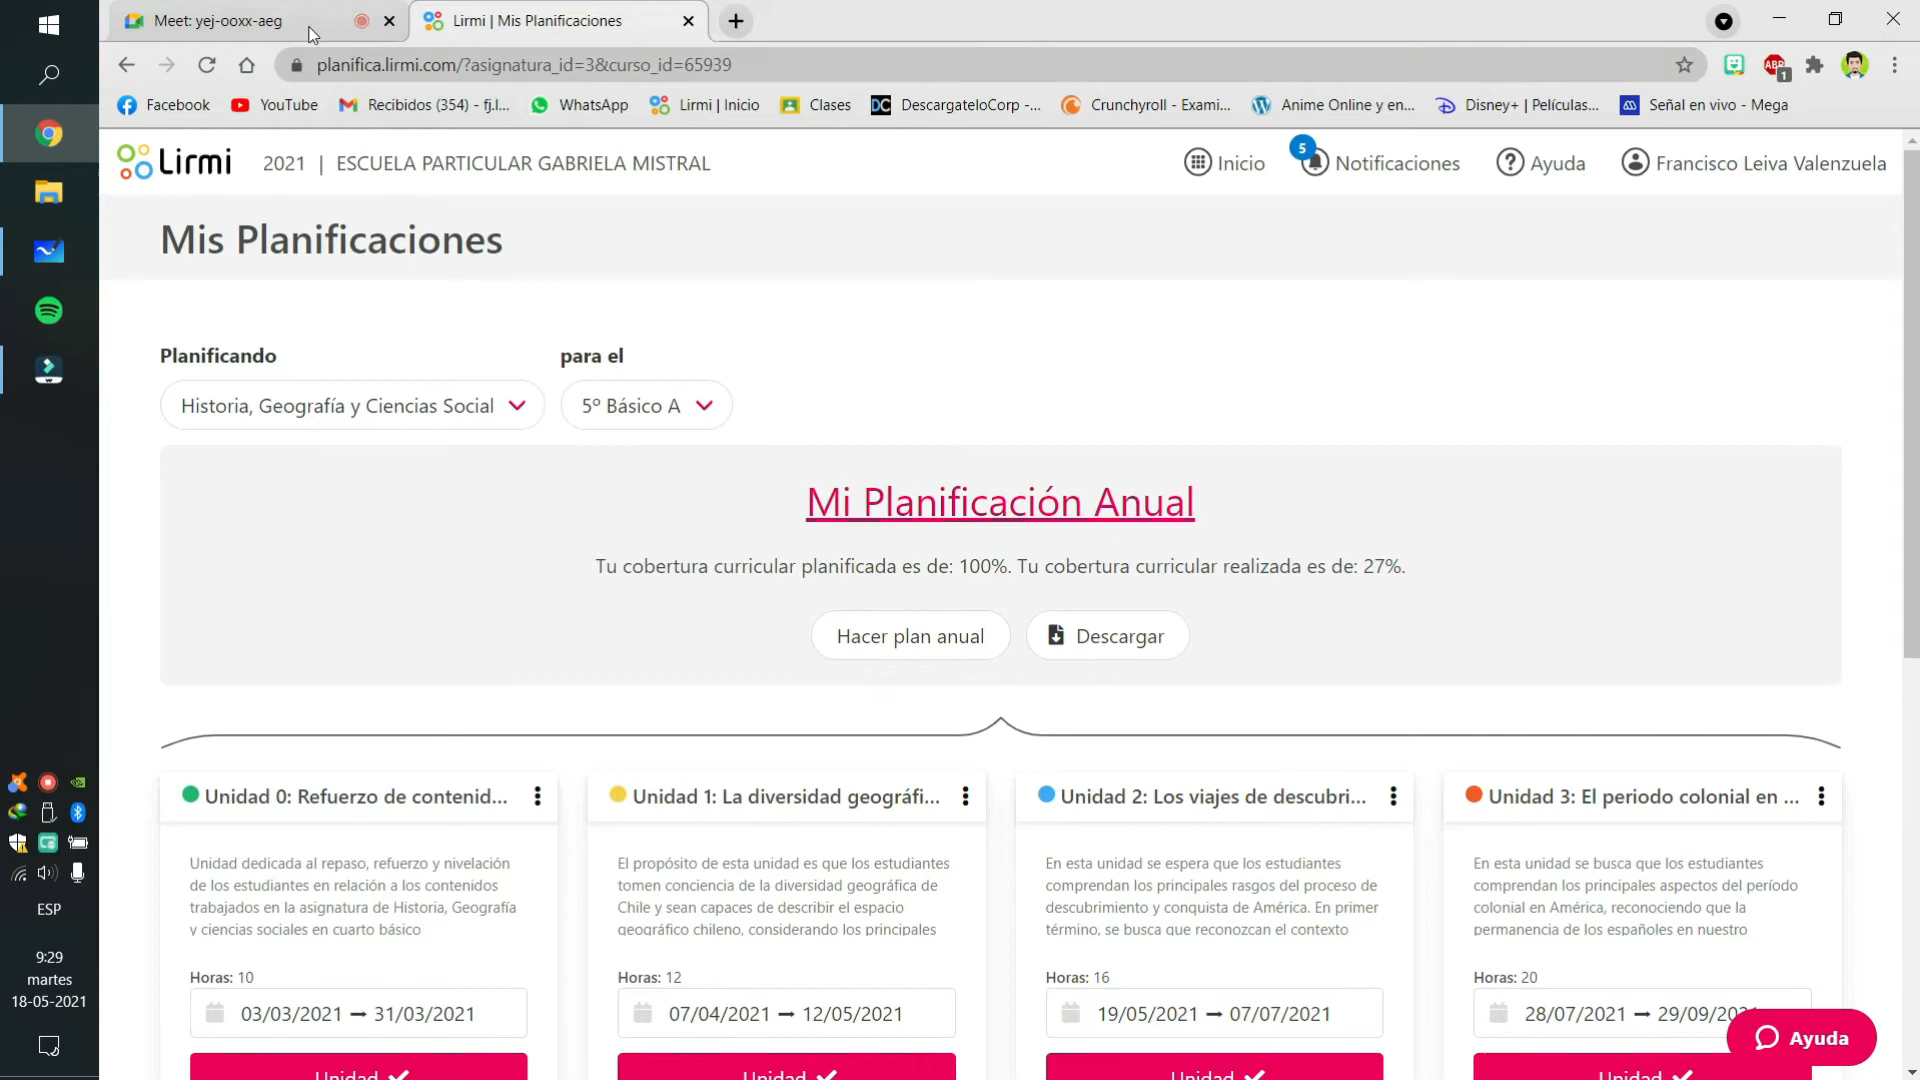 Meet: yej-ooxx-aeg
Lirmi | Mis Planificaciones
planifica.lirmi.com/?asignatura_id=3&curso_id=65939
ABP
1
Facebook
YouTube
Recibidos (354) - fj.l...
WhatsApp
Lirmi | Inicio
Clases
DC
DescargateloCorp -...
Crunchyroll - Exami...
Anime Online y en...
Disney+ | Películas...
Señal en vivo - Mega
Lirmi
2021 | ESCUELA PARTICULAR GABRIELA MISTRAL
Inicio
5
Notificaciones
Ayuda
Francisco Leiva Valenzuela
Mis Planificaciones
Planificando
para el
Historia, Geografía y Ciencias Social
5º Básico A
Mi Planificación Anual
Tu cobertura curricular planificada es de: 100%. Tu cobertura curricular realizada es de: 27%.
Hacer plan anual
Descargar
Unidad 0: Refuerzo de contenid...
Unidad dedicada al repaso, refuerzo y nivelación
de los estudiantes en relación a los contenidos
trabajados en la asignatura de Historia, Geografía
y ciencias sociales en cuarto básico
Horas: 10
03/03/2021 → 31/03/2021
Unidad
Unidad 1: La diversidad geográfi...
El propósito de esta unidad es que los estudiantes
tomen conciencia de la diversidad geográfica de
Chile y sean capaces de describir el espacio
geográfico chileno, considerando los principales
Horas: 12
07/04/2021 → 12/05/2021
Unidad
Unidad 2: Los viajes de descubri...
En esta unidad se espera que los estudiantes
comprendan los principales rasgos del proceso de
descubrimiento y conquista de América. En primer
término, se busca que reconozcan el contexto
Horas: 16
19/05/2021 → 07/07/2021
Unidad
Unidad 3: El periodo colonial en ...
En esta unidad se busca que los estudiantes
comprendan los principales aspectos del período
colonial en América, reconociendo que la
permanencia de los españoles en nuestro
Horas: 20
28/07/2021 → 29/09/
Unidad
Ayuda
ESP
9:29
martes
18-05-2021